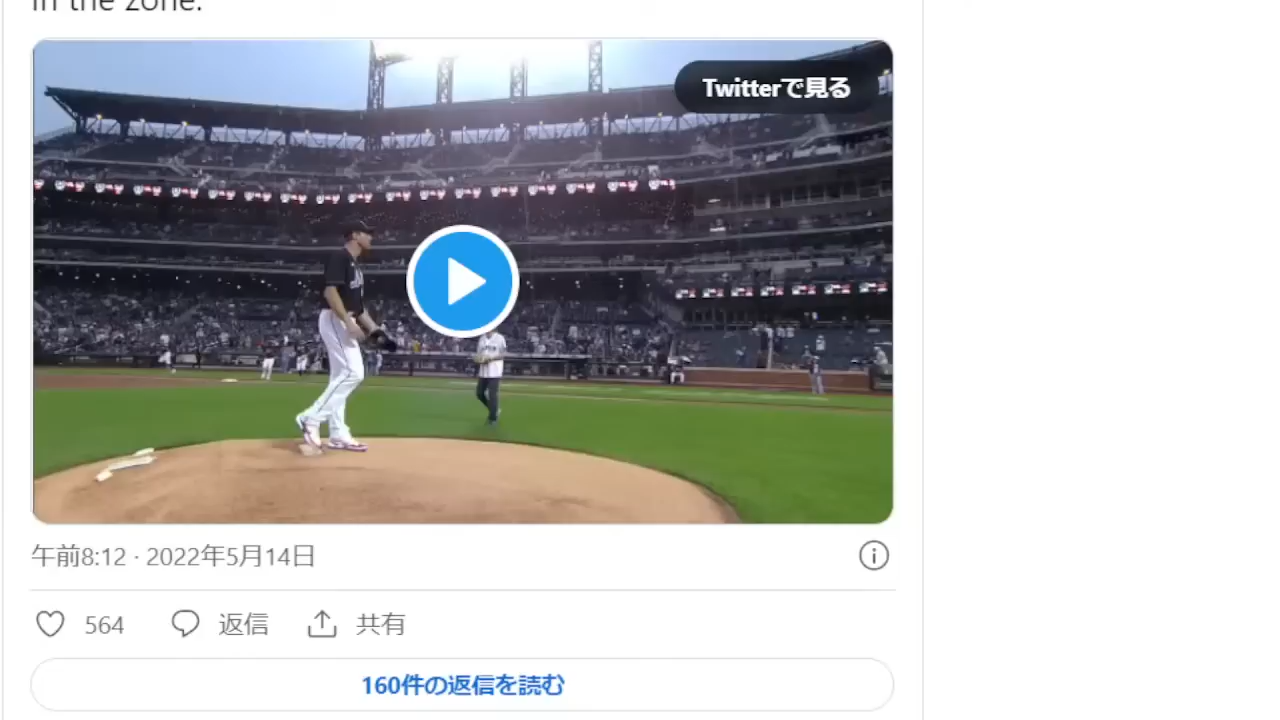 in the zone.
Twitterで見る
午前8:12 · 2022年5月14日
564 返信 共有
160件の返信を読む